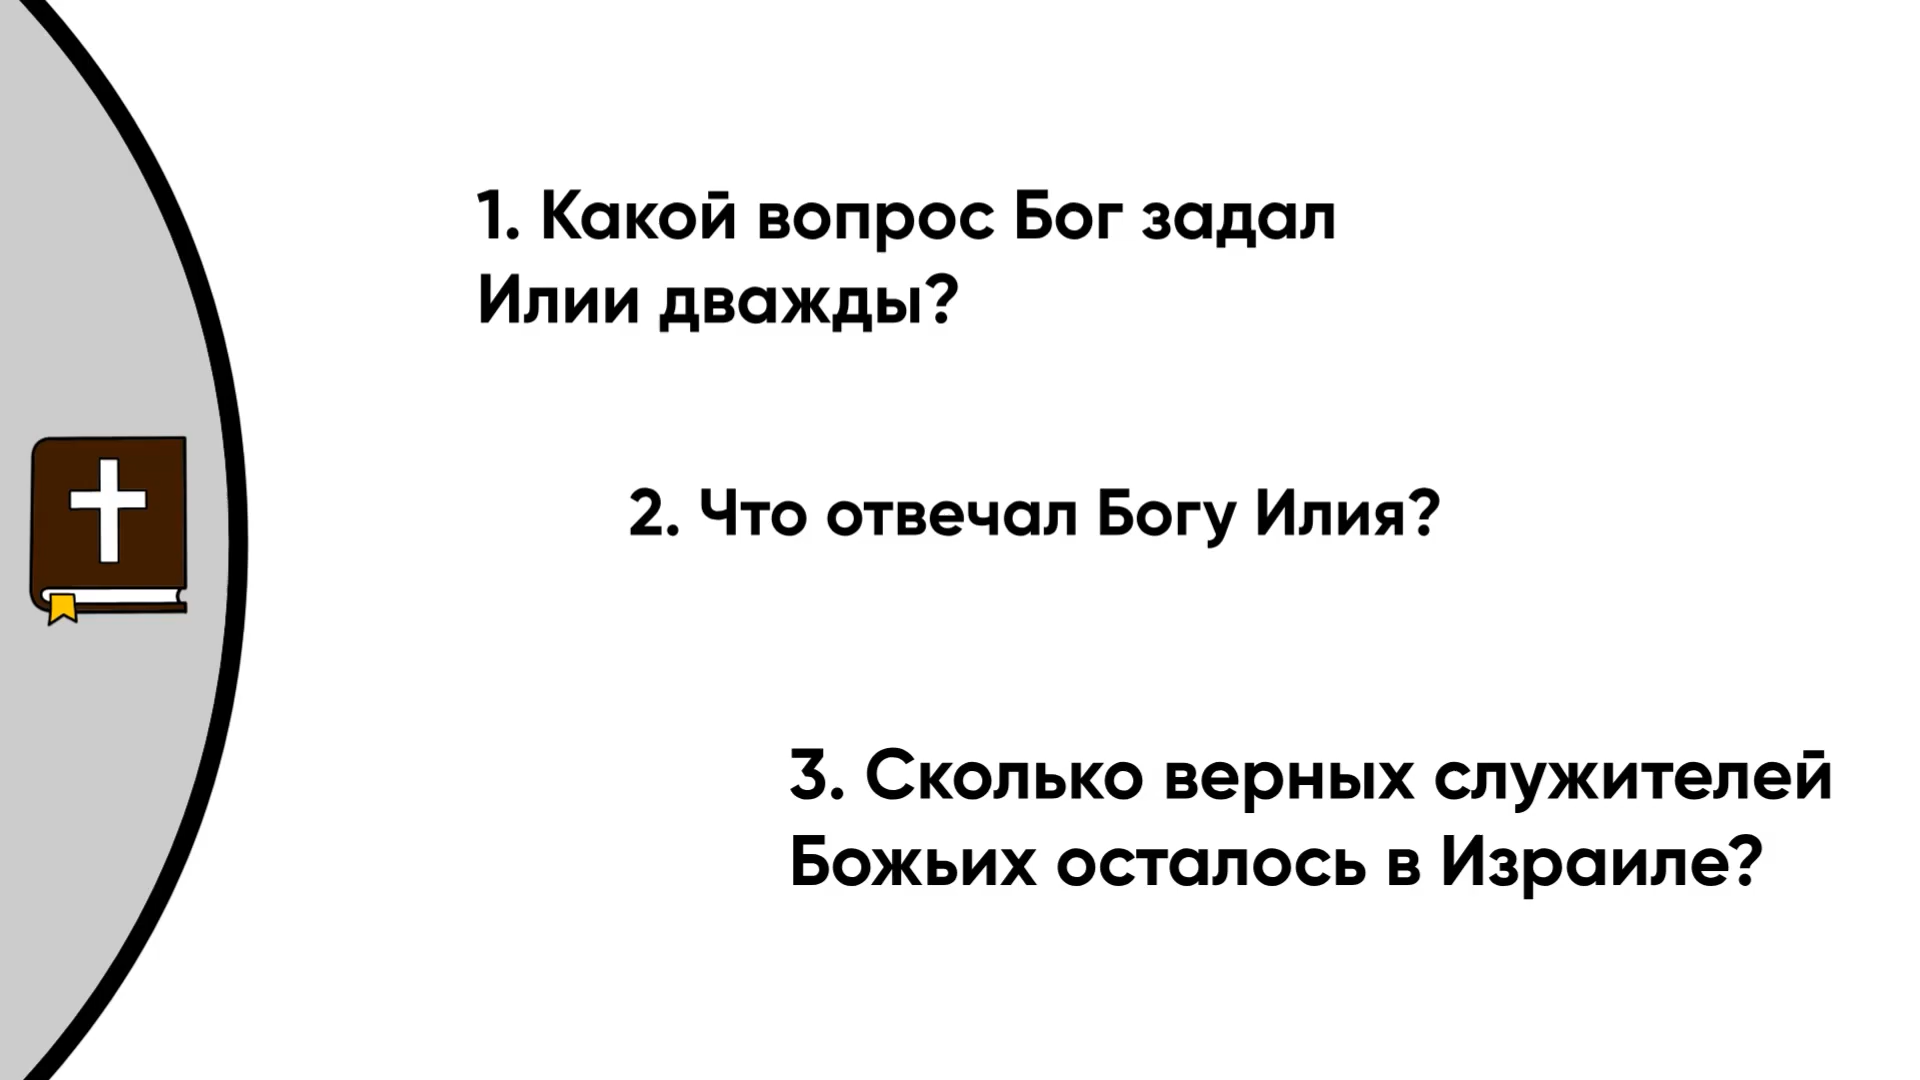 1. Какой вопрос Бог задал
Илии дважды?
2. Что отвечал Богу Илия?
3. Сколько верных служителей
Божьих осталось в Израиле?